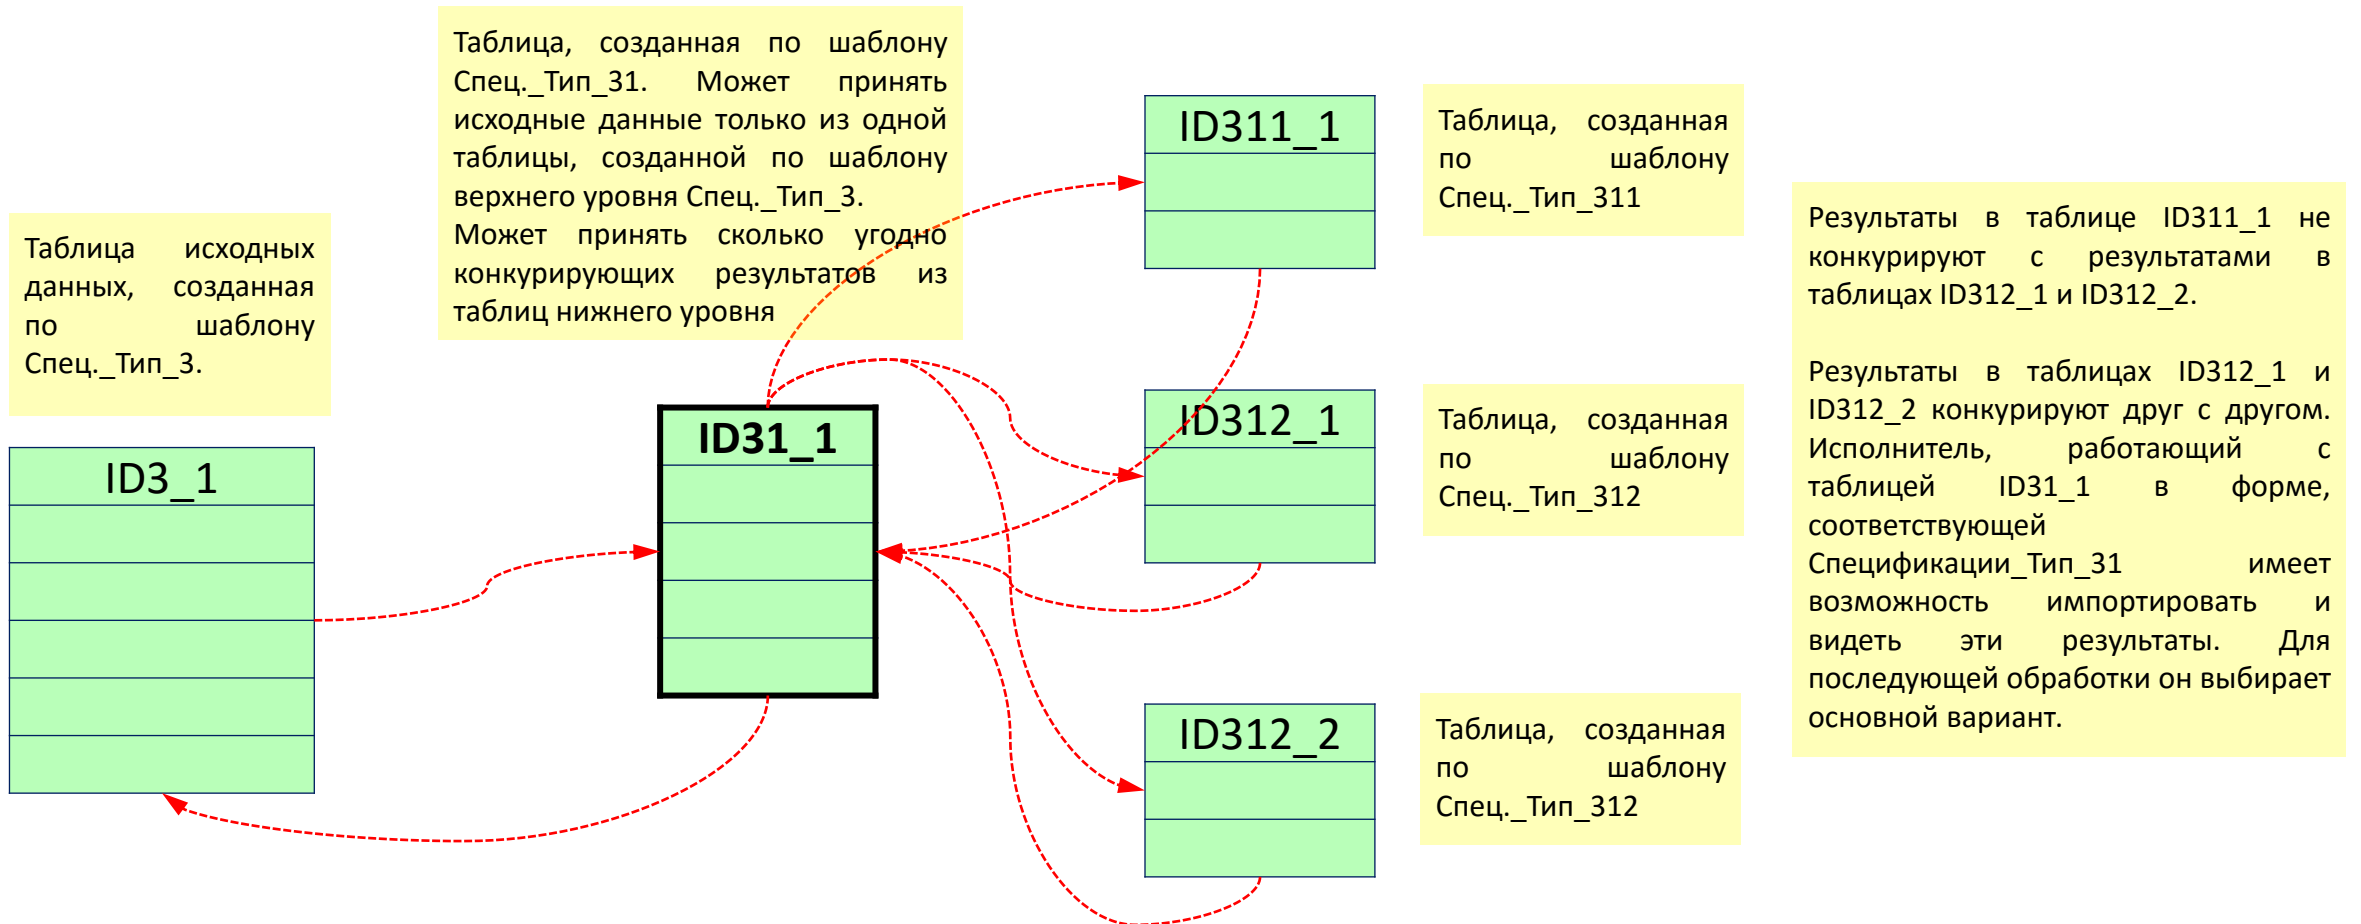 Таблица, созданная по шаблону
Спец._Тип_31. Может принять
исходные данные только из одной
таблицы, созданной по шаблону
верхнего уровня Спец._Тип_3.
Может принять сколько угодно
конкурирующих результатов из
таблиц нижнего уровня
Таблица исходных
данных, созданная
по шаблону
Спец._Тип_3.
ID3_1
ID31_1
ID311_1
Таблица, созданная
по шаблону
Спец._Тип_311
ID312_1
Таблица, созданная
по шаблону
Спец._Тип_312
ID312_2
Таблица, созданная
по шаблону
Спец._Тип_312
Результаты в таблице ID311_1 не
конкурируют с результатами в
таблицах ID312_1 и ID312_2.
Результаты в таблицах ID312_1 и
ID312_2 конкурируют друг с другом.
Исполнитель, работающий с
таблицей ID31_1 в форме,
соответствующей
Спецификации_Тип_31 имеет
возможность импортировать и
видеть эти результаты. Для
последующей обработки он выбирает
основной вариант.